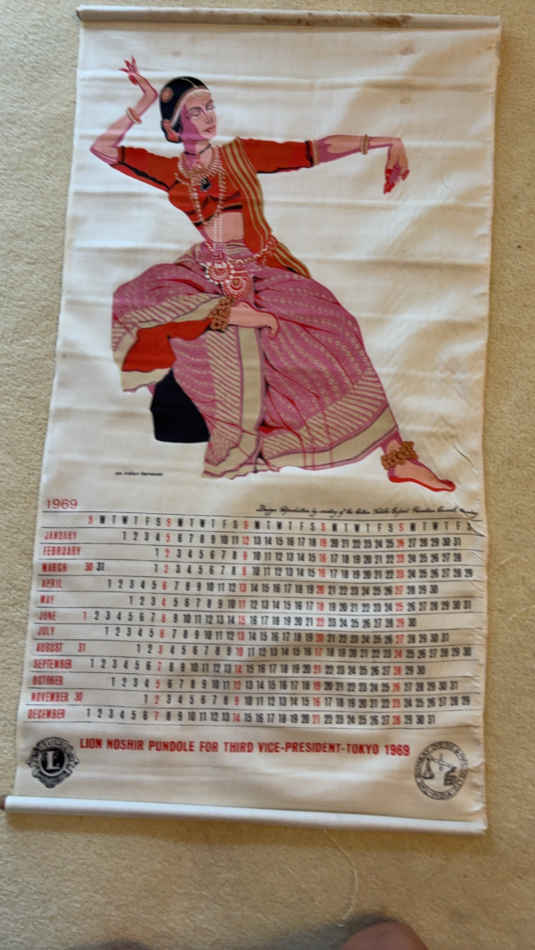 1969 Design Reproduction by courtesy of the
S M T W T F S S M T W T F S S M T W T F S S M T W T F S S M T W T F S
JANUARY 1 2 3 4 5 6 7 8 9 10 11 12 13 14 15 16 17 18 19 20 21 22 23 24 25 26 27 28 29 30 31
FEBRUARY 1 2 3 4 5 6 7 8 9 10 11 12 13 14 15 16 17 18 19 20 21 22 23 24 25 26 27 28
MARCH 30 31 1 2 3 4 5 6 7 8 9 10 11 12 13 14 15 16 17 18 19 20 21 22 23 24 25 26 27 28 29
APRIL 1 2 3 4 5 6 7 8 9 10 11 12 13 14 15 16 17 18 19 20 21 22 23 24 25 26 27 28 29 30
MAY 1 2 3 4 5 6 7 8 9 10 11 12 13 14 15 16 17 18 19 20 21 22 23 24 25 26 27 28 29 30 31
JUNE 1 2 3 4 5 6 7 8 9 10 11 12 13 14 15 16 17 18 19 20 21 22 23 24 25 26 27 28 29 30
JULY 1 2 3 4 5 6 7 8 9 10 11 12 13 14 15 16 17 18 19 20 21 22 23 24 25 26 27 28 29 30 31
AUGUST 31 1 2 3 4 5 6 7 8 9 10 11 12 13 14 15 16 17 18 19 20 21 22 23 24 25 26 27 28 29 30
SEPTEMBER 1 2 3 4 5 6 7 8 9 10 11 12 13 14 15 16 17 18 19 20 21 22 23 24 25 26 27 28 29 30
OCTOBER 1 2 3 4 5 6 7 8 9 10 11 12 13 14 15 16 17 18 19 20 21 22 23 24 25 26 27 28 29 30 31
NOVEMBER 30 1 2 3 4 5 6 7 8 9 10 11 12 13 14 15 16 17 18 19 20 21 22 23 24 25 26 27 28 29
DECEMBER 1 2 3 4 5 6 7 8 9 10 11 12 13 14 15 16 17 18 19 20 21 22 23 24 25 26 27 28 29 30 31
LION NOSHIR PUNDOLE FOR THIRD VICE-PRESIDENT-TOKYO 1969
L